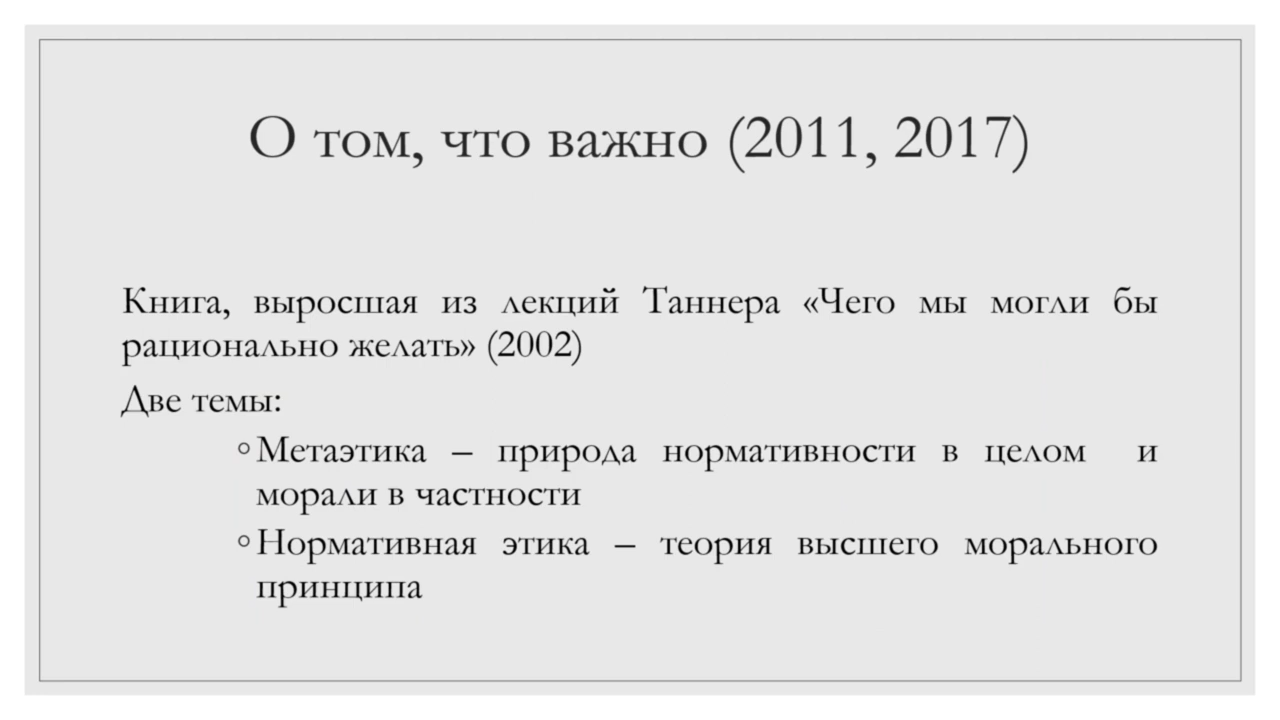 О том, что важно (2011, 2017)
Книга, выросшая из лекций Таннера «Чего мы могли бы
рационально желать» (2002)
Две темы:
◦ Метаэтика – природа нормативности в целом и
морали в частности
◦ Нормативная этика – теория высшего морального
принципа